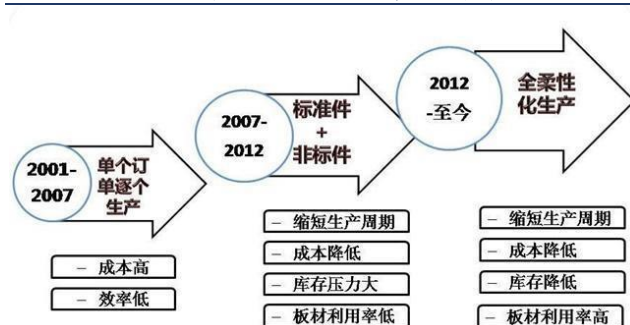 2001-
2007
单个订
单逐个
生产
– 成本高
– 效率低
2007-
2012
标准件
+
非标件
– 缩短生产周期
– 成本降低
– 库存压力大
– 板材利用率低
2012
-至今
全柔性
化生产
– 缩短生产周期
– 成本降低
– 库存降低
– 板材利用率高